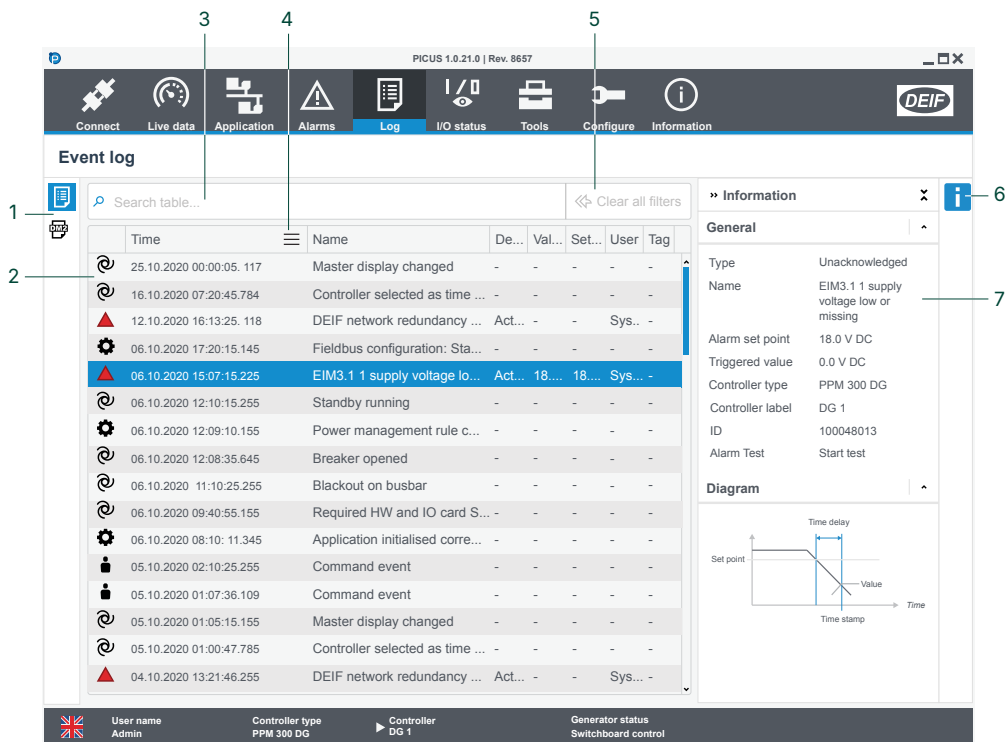 3 4 5
PICUS 1.0.21.0 | Rev. 8657
Connect Live data Application Alarms Log I/O status Tools Configure Information
DEIF
Event log
1
DM2
Search table...
Clear all filters
Time Name De... Val... Set... User Tag
2
25.10.2020 00:00:05. 117 Master display changed - - - - -
16.10.2020 07:20:45.784 Controller selected as time ... - - - - -
12.10.2020 16:13:25. 118 DEIF network redundancy ... Act... - - Sys.. -
06.10.2020 17:20:15.145 Fieldbus configuration: Sta... - - - - -
06.10.2020 15:07:15.225 EIM3.1 1 supply voltage lo... Act... 18.... 18.... Sys... -
06.10.2020 12:10:15.255 Standby running - - - - -
06.10.2020 12:09:10.155 Power management rule c... - - - - -
06.10.2020 12:08:35.645 Breaker opened - - - - -
06.10.2020 11:10:25.255 Blackout on busbar - - - - -
06.10.2020 09:40:55.155 Required HW and IO card S... - - - - -
06.10.2020 08:10: 11.345 Application initialised corre... - - - - -
05.10.2020 02:10:25.255 Command event - - - - -
05.10.2020 01:07:36.109 Command event - - - - -
05.10.2020 01:05:15.155 Master display changed - - - - -
05.10.2020 01:00:47.785 Controller selected as time ... - - - - -
04.10.2020 13:21:46.255 DEIF network redundancy ... Act... - - Sys... -
Information
6
General
Type Unacknowledged
Name EIM3.1 1 supply
voltage low or
missing
7
Alarm set point 18.0 V DC
Triggered value 0.0 V DC
Controller type PPM 300 DG
Controller label DG 1
ID 100048013
Alarm Test Start test
Diagram
Time delay
Set point
Value
Time
Time stamp
User name Controller type Controller Generator status
Admin PPM 300 DG DG 1 Switchboard control